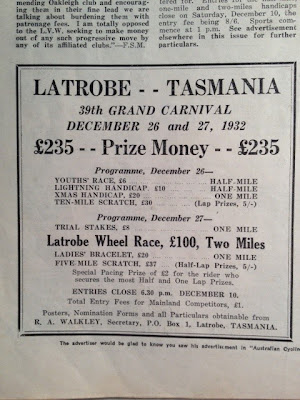 mending Oakleigh club and encourag-
ing them in their fine lead we are
talking about burdening them with
patronage fees. I am totally opposed
to the L.V.W. seeking to make money
out of any such progressive move by
any of its affiliated clubs."—F.S.M.
tered for. Entries for the
one-mile and two-miles handicaps
close on Saturday, December 10, the
entry fee being 8/6. Sports com-
mence at 1 p.m. See advertisement
elsewhere in this issue for further
particulars.
LATROBE - - TASMANIA
39th GRAND CARNIVAL
DECEMBER 26 and 27, 1932
£235 - - Prize Money - - £235
Programme, December 26—
YOUTHS' RACE, £6 ... HALF-MILE
LIGHTNING HANDICAP, £10 ... HALF-MILE
XMAS HANDICAP, £20 ... ONE MILE
TEN-MILE SCRATCH, £30 (Lap Prizes, 5/-)
Programme, December 27—
TRIAL STAKES, £8 ... ONE MILE
Latrobe Wheel Race, £100, Two Miles
LADIES' BRACELET, £20 ... ONE MILE
FIVE-MILE SCRATCH, £37 (Half-Lap Prizes, 5/-)
Special Pacing Prize of £2 for the rider who
secures the most Half and One Lap Prizes.
ENTRIES CLOSE 6.30 p.m. DECEMBER 10.
Total Entry Fees for Mainland Competitors, £1.
Posters, Nomination Forms and all Particulars obtainable from
R. A. WALKLEY, Secretary, P.O. Box 1, Latrobe, TASMANIA.
The advertiser would be glad to know you saw his advertisement in "Australian